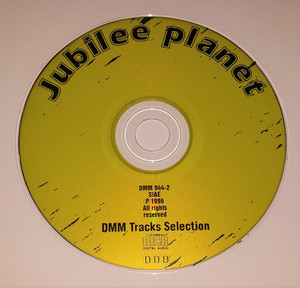 Jubilee planet
DMM 944-2
SIAE
P 1996
All rights
reserved
DMM Tracks Selection
COMPACT
disc
DIGITAL AUDIO
DDD